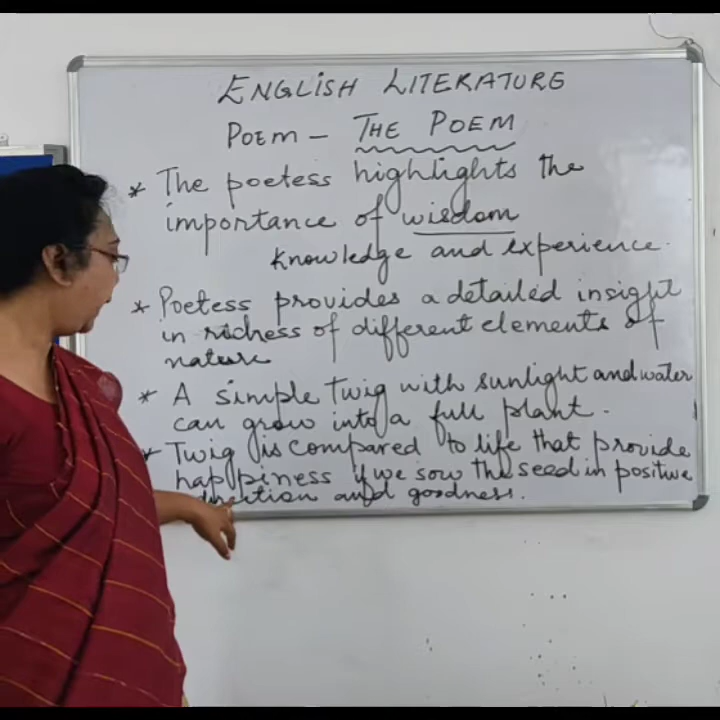 ENGLISH LITERATURE
POEM - THE POEM
* The poetess highlights the
importance of wisdom
knowledge and experience.
* Poetess provides a detailed insight
in richess of different elements of
nature
* A simple twig with sunlight and water
can grow into a full plant.
* Twig is compared to life that provide
happiness if we sow the seed in positive
direction and goodness.